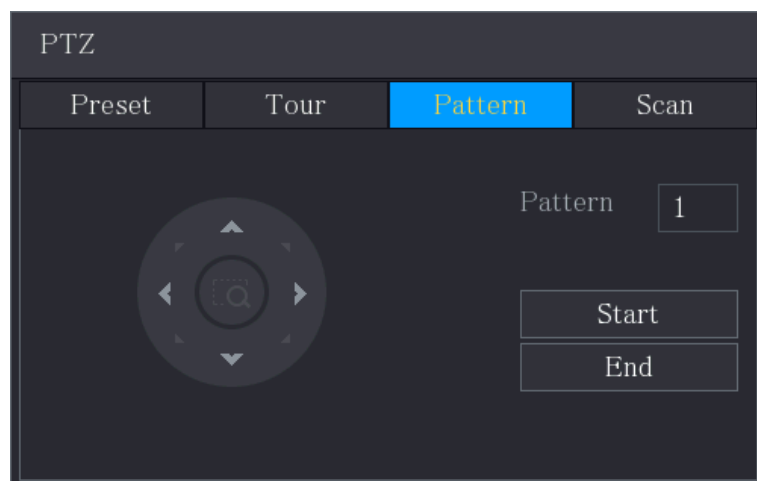 PTZ
Preset Tour Pattern Scan
Pattern 1
Start
End